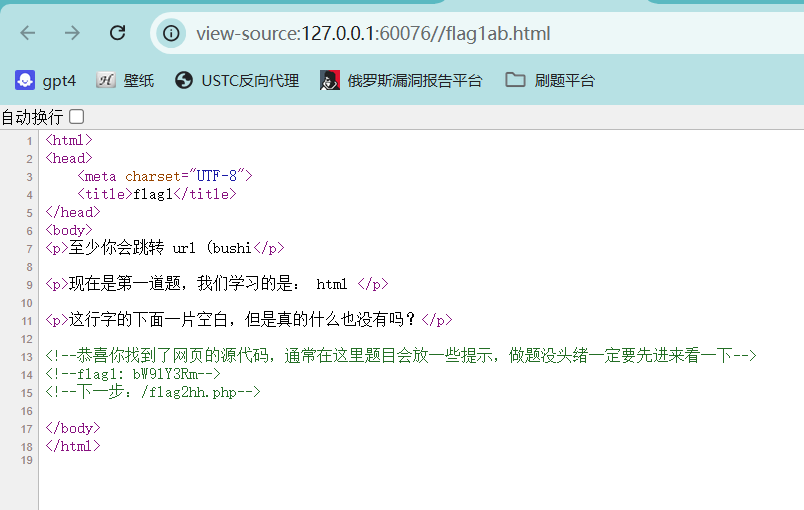 view-source:127.0.0.1:60076//flag1ab.html
gpt4 壁纸 USTC反向代理 俄罗斯漏洞报告平台 刷题平台
自动换行
1 <html>
2 <head>
3 <meta charset="UTF-8">
4 <title>flag1</title>
5 </head>
6 <body>
7 <p>至少你会跳转 url (bushi</p>
8
9 <p>现在是第一道题，我们学习的是： html </p>
10
11 <p>这行字的下面一片空白，但是真的什么也没有吗？</p>
12
13 <!--恭喜你找到了网页的源代码，通常在这里题目会放一些提示，做题没头绪一定要先进来看一下-->
14 <!--flag1: bW91Y3Rm-->
15 <!--下一步：/flag2hh.php-->
16
17 </body>
18 </html>
19